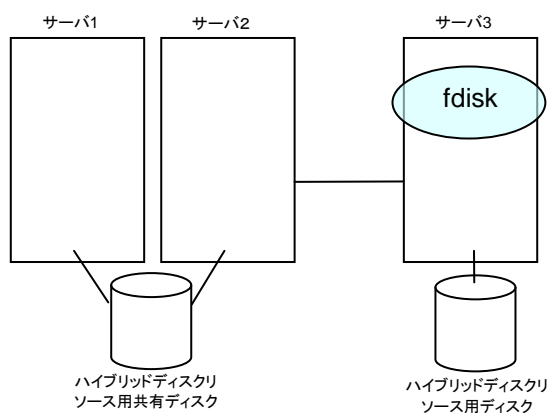 サーバ1
サーバ2
サーバ3
fdisk
ハイブリッドディスクリ
ソース用共有ディスク
ハイブリッドディスクリ
ソース用ディスク